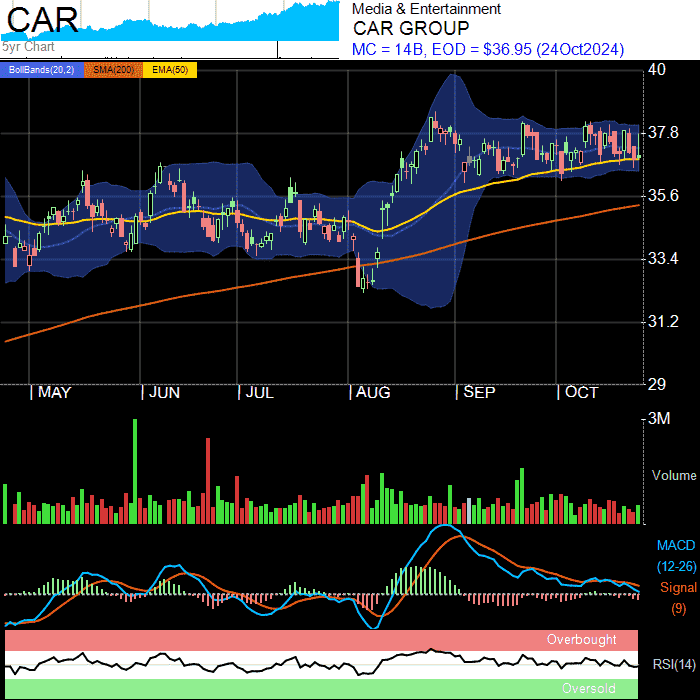 CAR
5yr Chart
Media & Entertainment
CAR GROUP
MC = 14B, EOD = $36.95 (24Oct2024)
BollBands(20,2) SMA(200) EMA(50)
40
37.8
35.6
33.4
31.2
29
MAY JUN JUL AUG SEP OCT
3M
Volume
MACD
(12-26)
Signal
(9)
Overbought
RSI(14)
Oversold